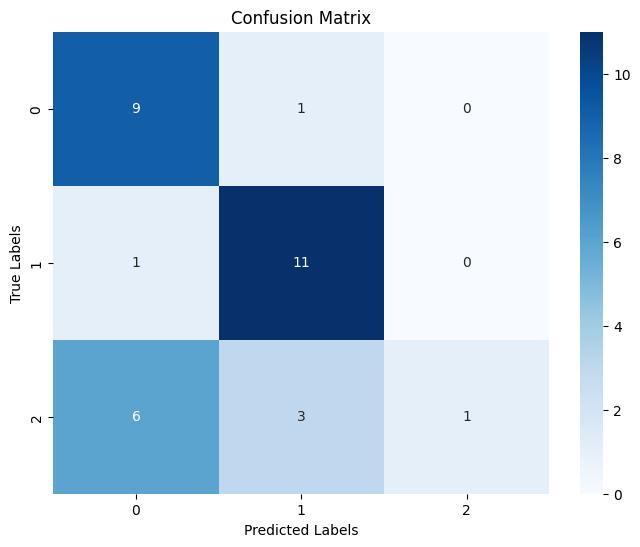 Confusion Matrix
True Labels
0 9 1 0
1 1 11 0
2 6 3 1
0 1 2
Predicted Labels
10
8
6
4
2
0